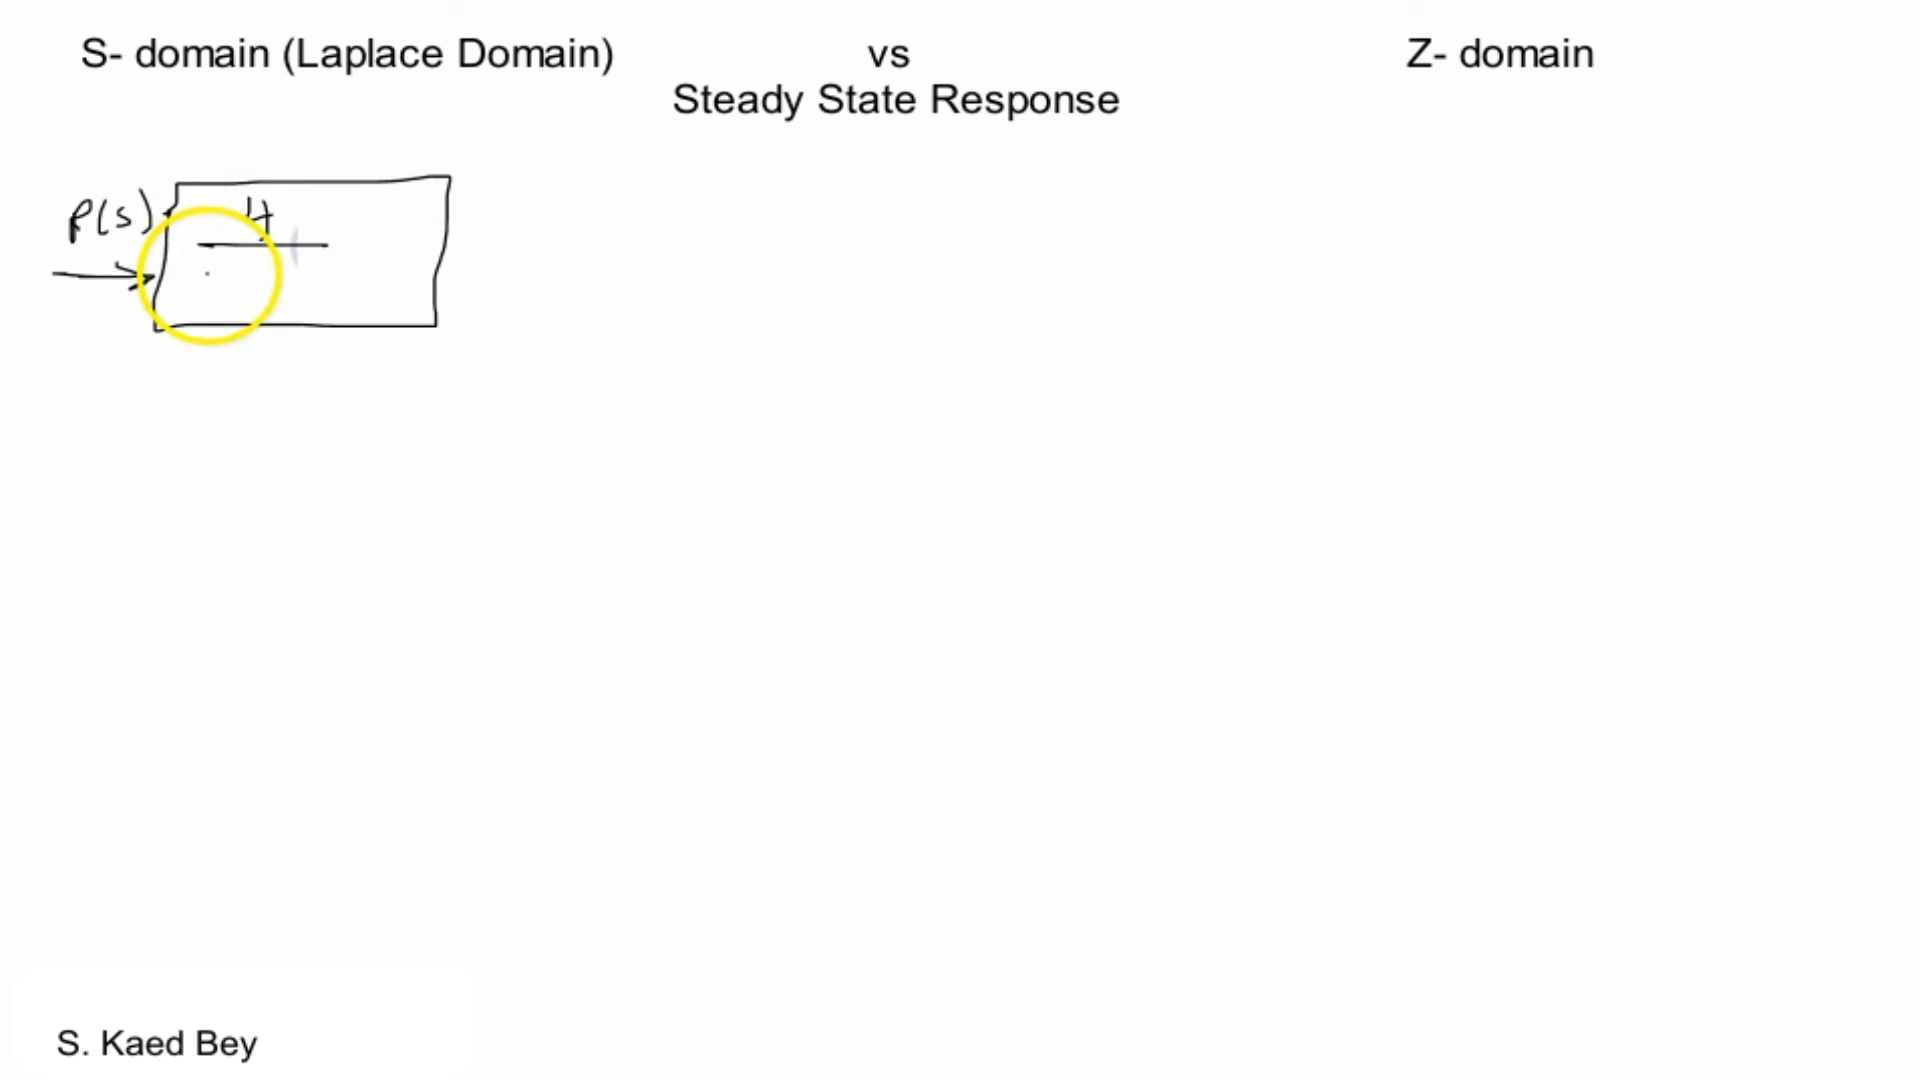 S- domain (Laplace Domain) vs Z- domain
Steady State Response
R(s)
4
S. Kaed Bey